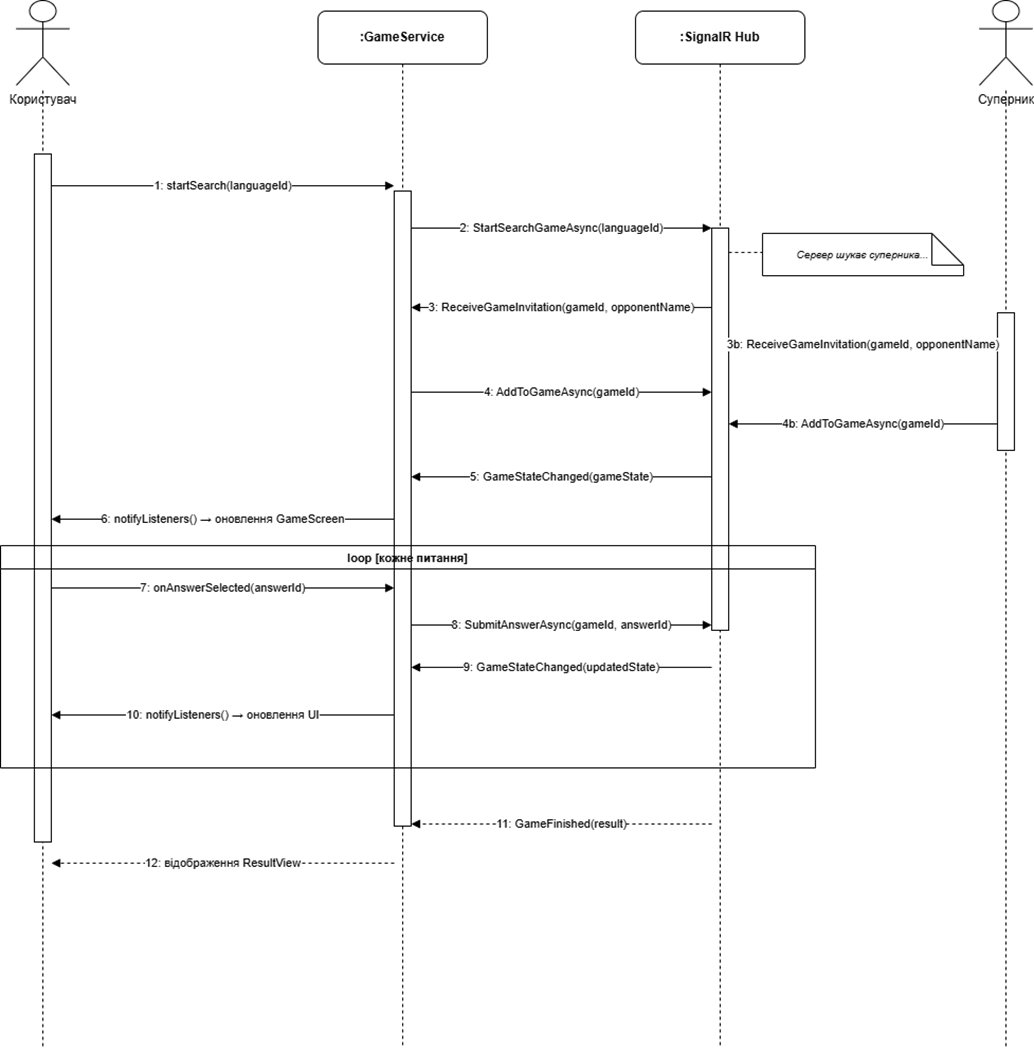 :GameService
:SignalR Hub
Користувач
Суперник
1: startSearch(languageId)
2: StartSearchGameAsync(languageId)
Сервер шукає суперника...
3: ReceiveGameInvitation(gameId, opponentName)
3b: ReceiveGameInvitation(gameId, opponentName)
4: AddToGameAsync(gameId)
4b: AddToGameAsync(gameId)
5: GameStateChanged(gameState)
6: notifyListeners() → оновлення GameScreen
loop [кожне питання]
7: onAnswerSelected(answerId)
8: SubmitAnswerAsync(gameId, answerId)
9: GameStateChanged(updatedState)
10: notifyListeners() → оновлення UI
11: GameFinished(result)
12: відображення ResultView